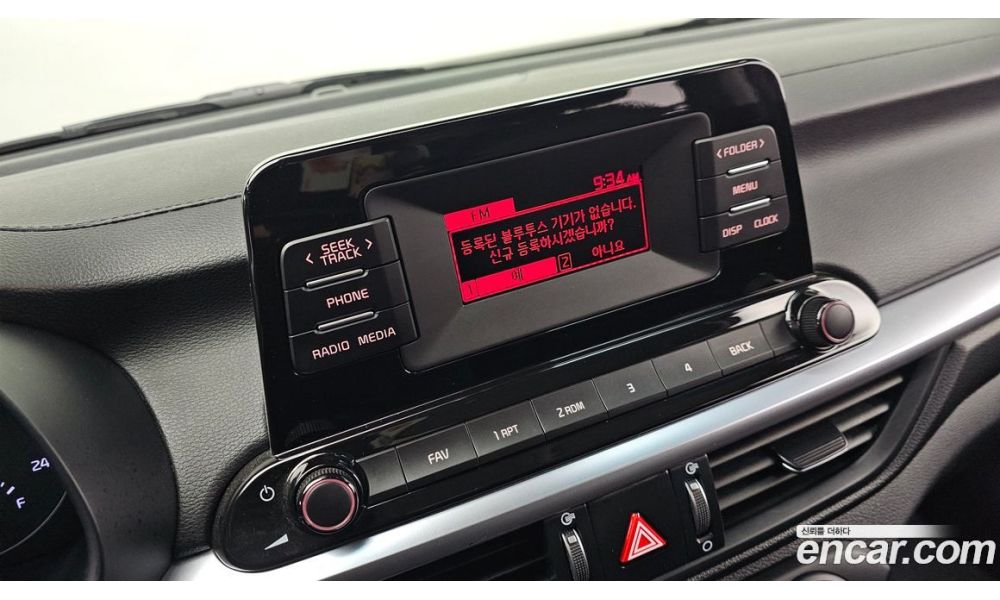 9:34 AM
FM
등록된 블루투스 기기가 없습니다.
신규 등록하시겠습니까?
1 예 2 아니요
< SEEK TRACK >
PHONE
RADIO MEDIA
< FOLDER >
MENU
DISP CLOCK
FAV 1 RPT 2 RDM 3 4 BACK
24
F
신뢰를 더하다
encar.com